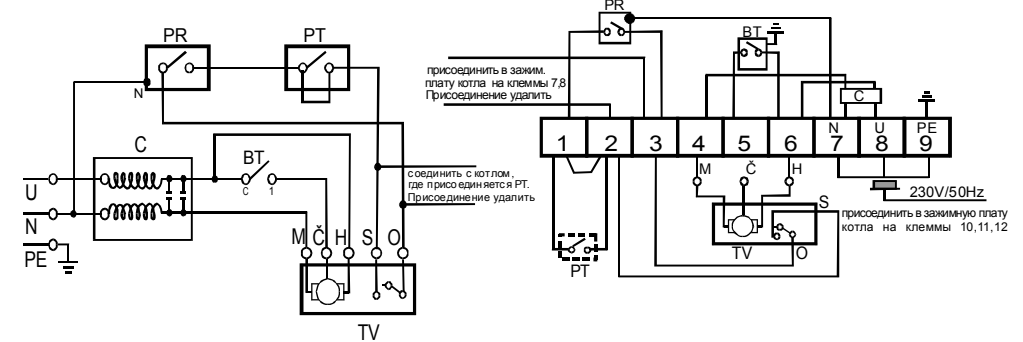 PR
PT
N
C
BT
C 1
U
N
PE
соединить с котлом,
где присоединяется РТ.
Присоединение удалить
M Č H S O
TV
PR
BT
присоединить в зажим.
плату котла на клеммы 7,8
Присоединение удалить
C
N U PE
1 2 3 4 5 6 7 8 9
M Č H
230V/50Hz
S
присоединить в зажимную плату
котла на клеммы 10,11,12
TV O
PT